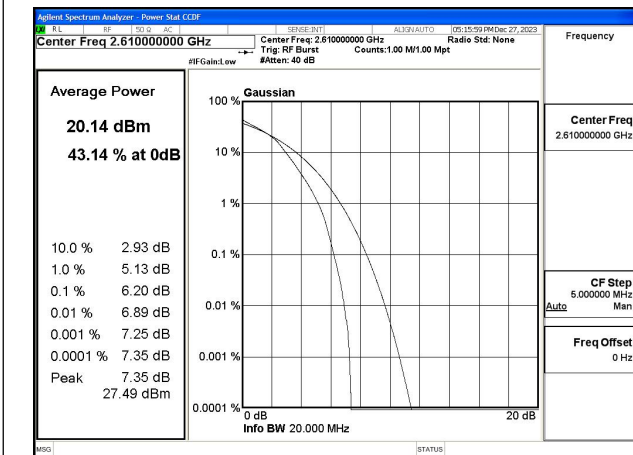 Agilent Spectrum Analyzer - Power Stat CCDF
RL RF 50 Ω AC SENSE:INT ALIGN AUTO 05:15:59 PM Dec 27, 2023
Center Freq 2.610000000 GHz
Center Freq: 2.610000000 GHz Radio Std: None
Trig: RF Burst Counts:1.00 M/1.00 Mpt
#IFGain:Low #Atten: 40 dB
Frequency
Average Power
20.14 dBm
43.14 % at 0dB
10.0 % 2.93 dB
1.0 % 5.13 dB
0.1 % 6.20 dB
0.01 % 6.89 dB
0.001 % 7.25 dB
0.0001 % 7.35 dB
Peak 7.35 dB
27.49 dBm
Gaussian
100 %
10 %
1 %
0.1 %
0.01 %
0.001 %
0.0001 %
0 dB 20 dB
Info BW 20.000 MHz
Center Freq
2.610000000 GHz
CF Step
5.000000 MHz
Auto Man
Freq Offset
0 Hz
MSG STATUS